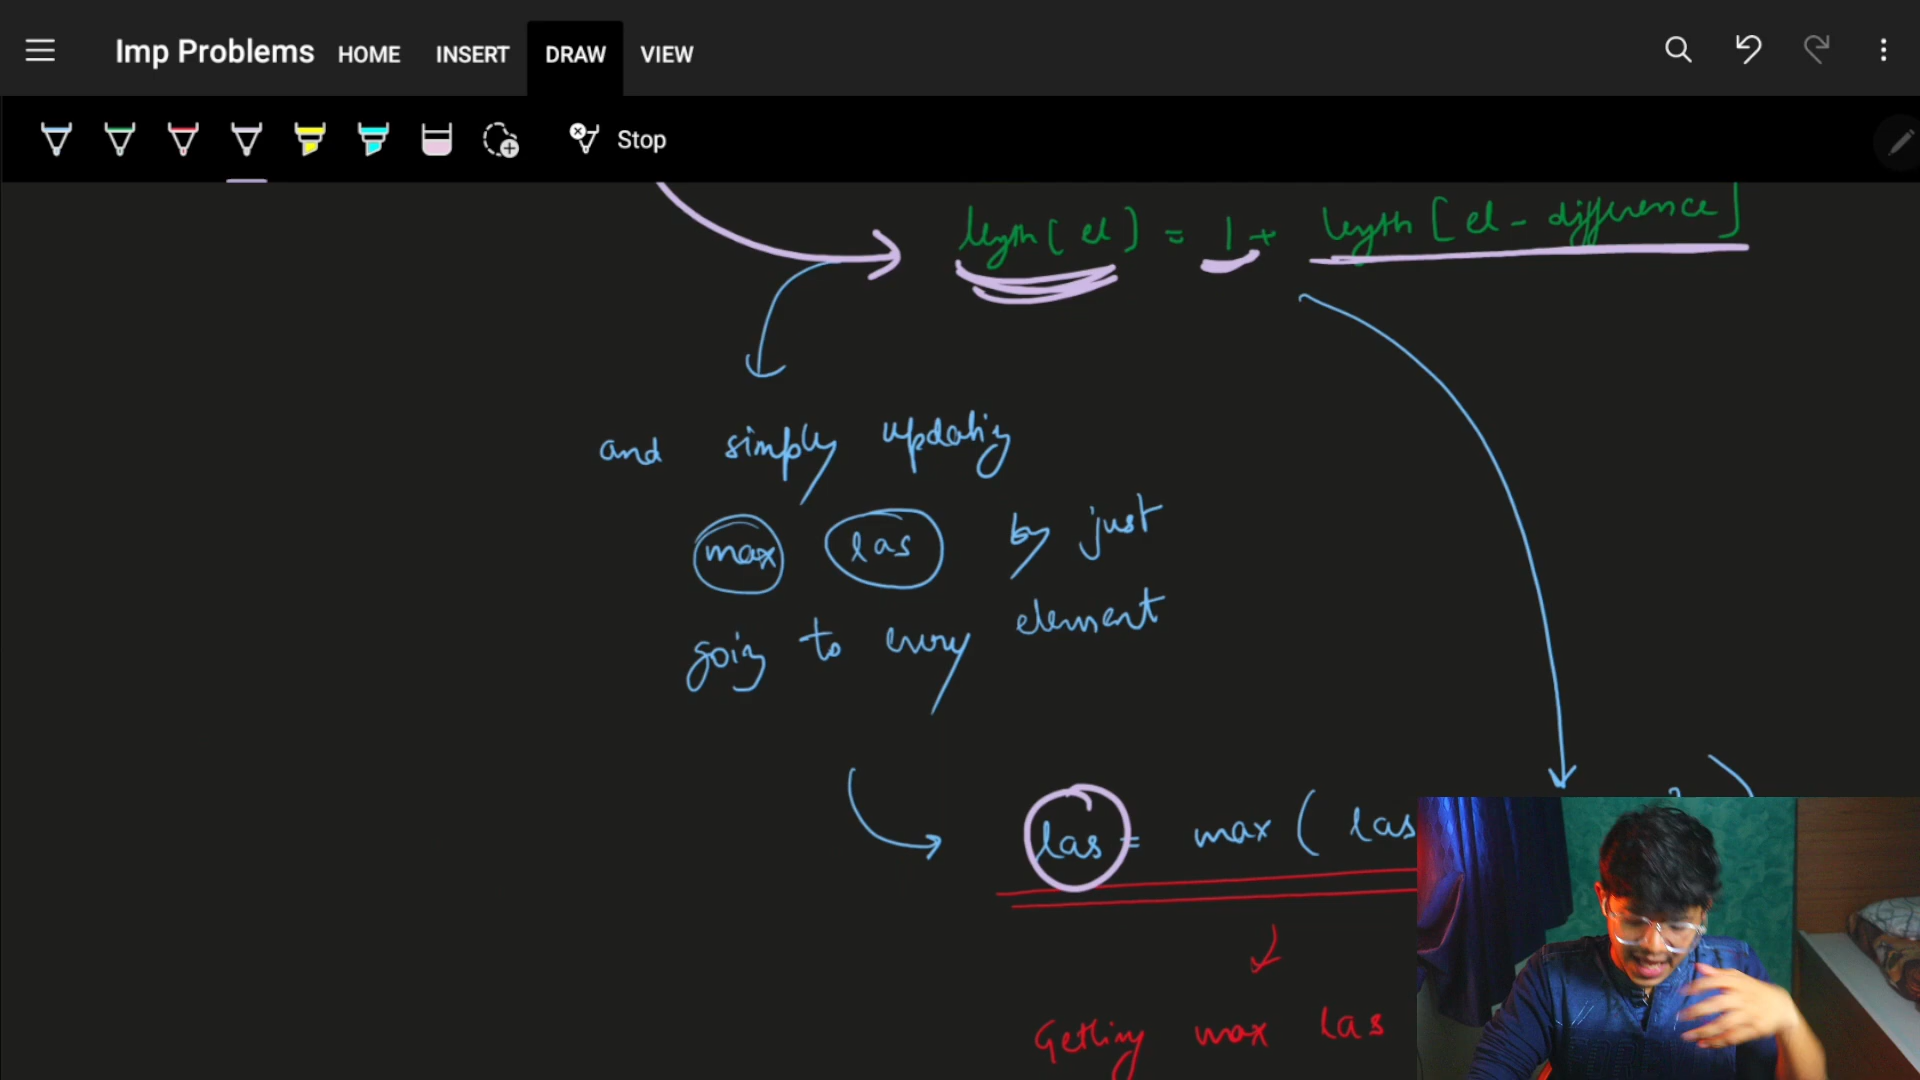 Imp Problems HOME INSERT DRAW VIEW
Stop
length[el] = 1 + length[el - difference]
and simply updating
max las by just
going to every element
las = max( las
Getting max las